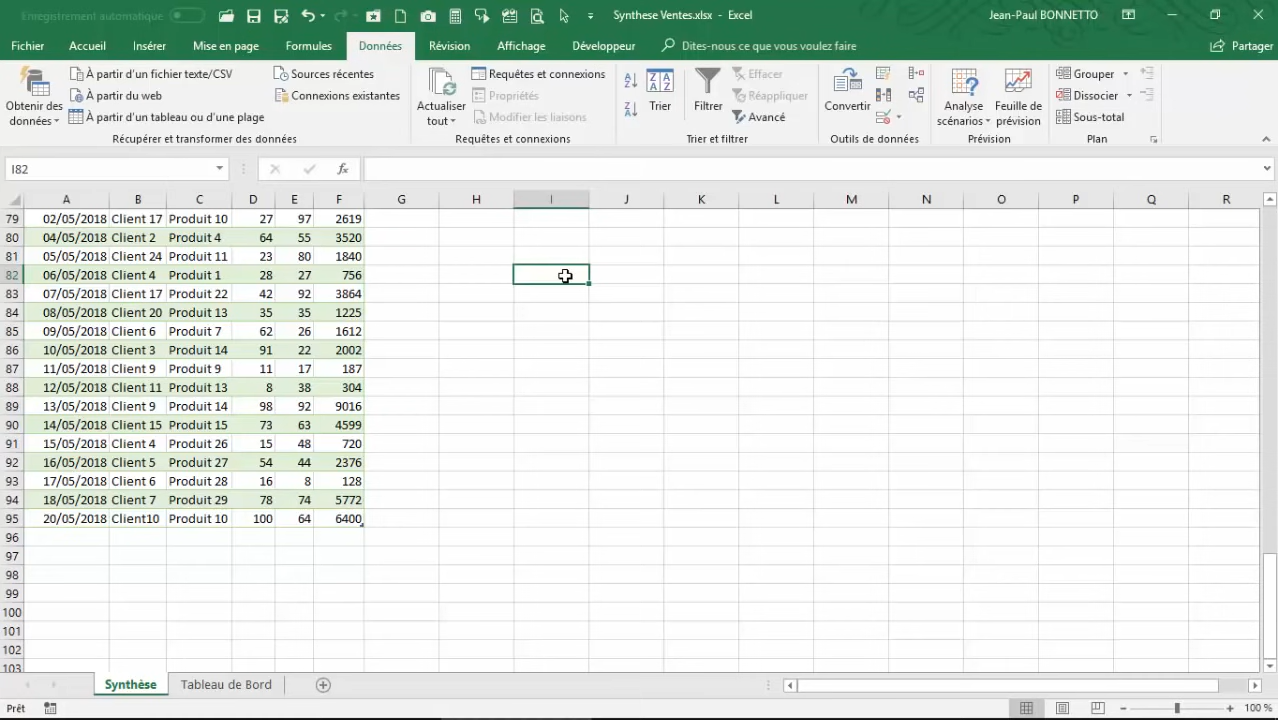 Enregistrement automatique
Synthese Ventes.xlsx - Excel
Jean-Paul BONNETTO
Fichier Accueil Insérer Mise en page Formules Données Révision Affichage Développeur Dites-nous ce que vous voulez faire Partager
Obtenir des données
À partir d'un fichier texte/CSV
À partir du web
À partir d'un tableau ou d'une plage
Sources récentes
Connexions existantes
Récupérer et transformer des données
Actualiser tout
Requêtes et connexions
Propriétés
Modifier les liaisons
Requêtes et connexions
Trier
Filtrer
Effacer
Réappliquer
Avancé
Trier et filtrer
Convertir
Outils de données
Analyse scénarios
Feuille de prévision
Prévision
Grouper
Dissocier
Sous-total
Plan
I82 fx
A B C D E F G H I J K L M N O P Q R
79 02/05/2018 Client 17 Produit 10 27 97 2619
80 04/05/2018 Client 2 Produit 4 64 55 3520
81 05/05/2018 Client 24 Produit 11 23 80 1840
82 06/05/2018 Client 4 Produit 1 28 27 756
83 07/05/2018 Client 17 Produit 22 42 92 3864
84 08/05/2018 Client 20 Produit 13 35 35 1225
85 09/05/2018 Client 6 Produit 7 62 26 1612
86 10/05/2018 Client 3 Produit 14 91 22 2002
87 11/05/2018 Client 9 Produit 9 11 17 187
88 12/05/2018 Client 11 Produit 13 8 38 304
89 13/05/2018 Client 9 Produit 14 98 92 9016
90 14/05/2018 Client 15 Produit 15 73 63 4599
91 15/05/2018 Client 4 Produit 26 15 48 720
92 16/05/2018 Client 5 Produit 27 54 44 2376
93 17/05/2018 Client 6 Produit 28 16 8 128
94 18/05/2018 Client 7 Produit 29 78 74 5772
95 20/05/2018 Client10 Produit 10 100 64 6400
96
97
98
99
100
101
102
103
Synthèse Tableau de Bord
Prêt 100 %